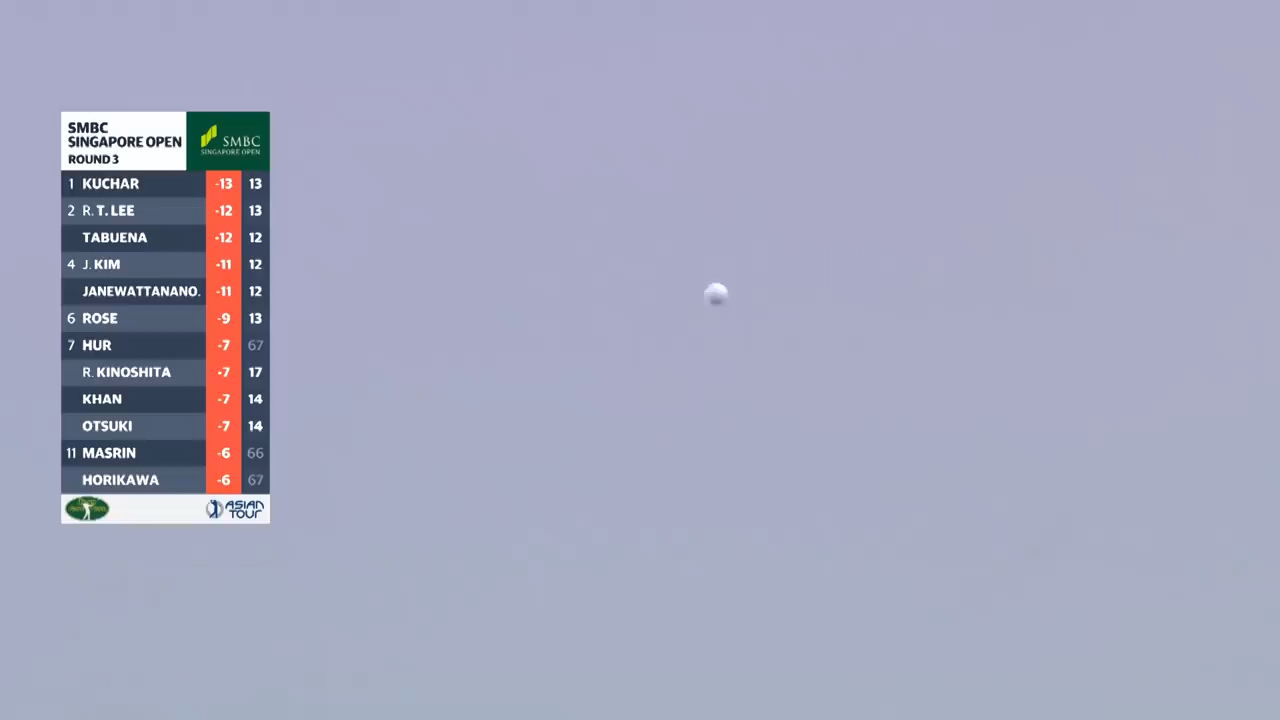 SMBC
SINGAPORE OPEN
ROUND 3
SMBC
SINGAPORE OPEN
1 KUCHAR -13 13
2 R. T. LEE -12 13
TABUENA -12 12
4 J. KIM -11 12
JANEWATTANANO. -11 12
6 ROSE -9 13
7 HUR -7 67
R. KINOSHITA -7 17
KHAN -7 14
OTSUKI -7 14
11 MASRIN -6 66
HORIKAWA -6 67
ASIAN
TOUR